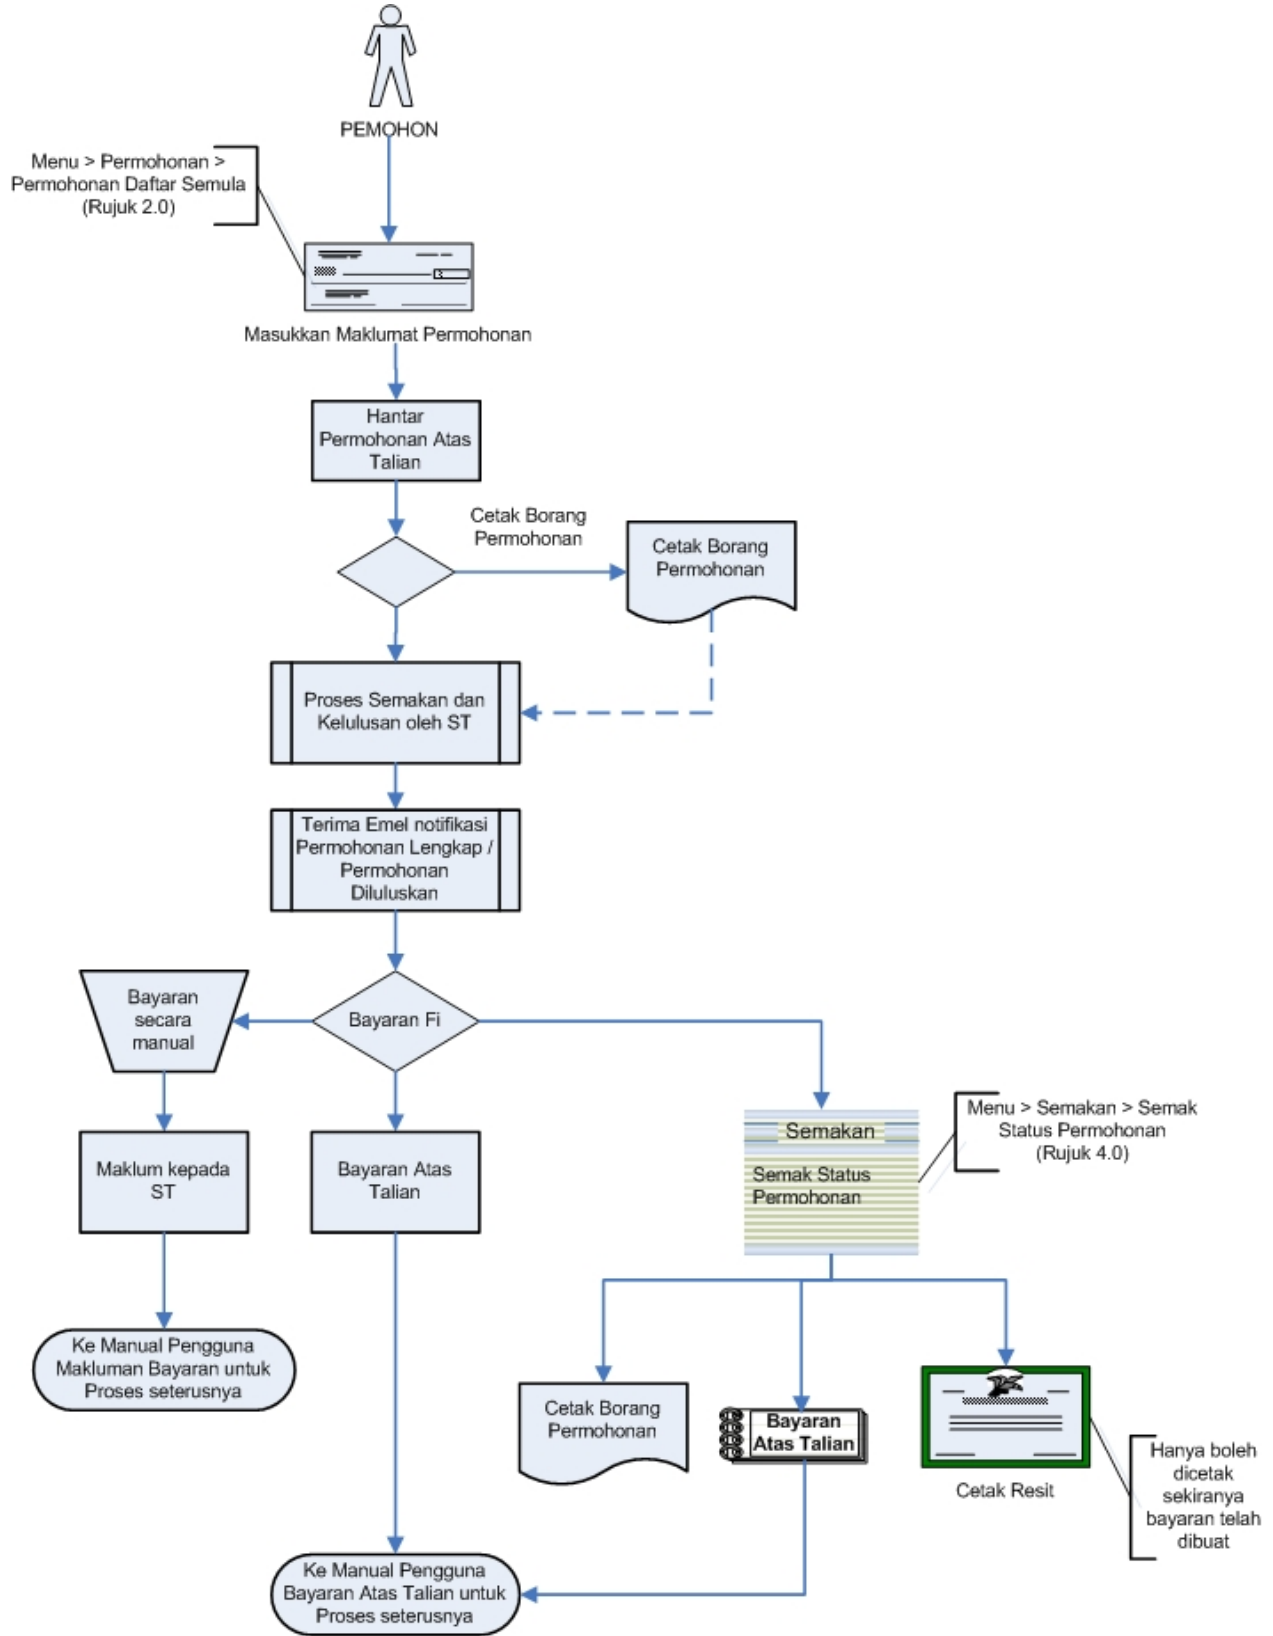 PEMOHON
Menu > Permohonan >
Permohonan Daftar Semula
(Rujuk 2.0)
Masukkan Maklumat Permohonan
Hantar
Permohonan Atas
Talian
Cetak Borang
Permohonan
Cetak Borang
Permohonan
Proses Semakan dan
Kelulusan oleh ST
Terima Emel notifikasi
Permohonan Lengkap /
Permohonan
Diluluskan
Bayaran
secara
manual
Bayaran Fi
Maklum kepada
ST
Bayaran Atas
Talian
Semakan
Semak Status
Permohonan
Menu > Semakan > Semak
Status Permohonan
(Rujuk 4.0)
Ke Manual Pengguna
Makluman Bayaran untuk
Proses seterusnya
Cetak Borang
Permohonan
Bayaran
Atas Talian
Cetak Resit
Hanya boleh
dicetak
sekiranya
bayaran telah
dibuat
Ke Manual Pengguna
Bayaran Atas Talian untuk
Proses seterusnya